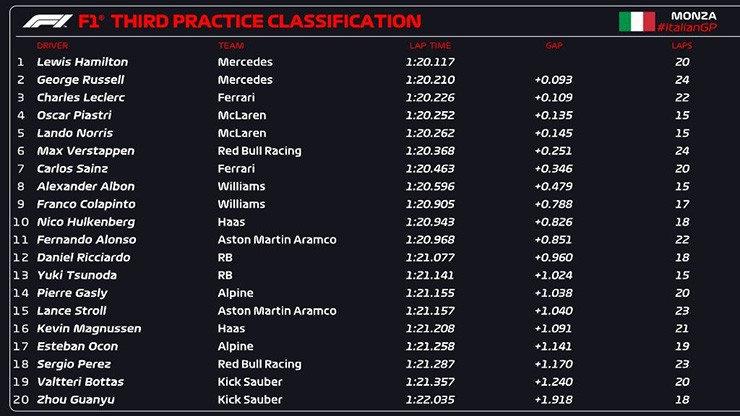 F1 F1® THIRD PRACTICE CLASSIFICATION MONZA
#ItalianGP
DRIVER TEAM LAP TIME GAP LAPS
1 Lewis Hamilton Mercedes 1:20.117 20
2 George Russell Mercedes 1:20.210 +0.093 24
3 Charles Leclerc Ferrari 1:20.226 +0.109 22
4 Oscar Piastri McLaren 1:20.252 +0.135 15
5 Lando Norris McLaren 1:20.262 +0.145 15
6 Max Verstappen Red Bull Racing 1:20.368 +0.251 24
7 Carlos Sainz Ferrari 1:20.463 +0.346 20
8 Alexander Albon Williams 1:20.596 +0.479 15
9 Franco Colapinto Williams 1:20.905 +0.788 17
10 Nico Hulkenberg Haas 1:20.943 +0.826 18
11 Fernando Alonso Aston Martin Aramco 1:20.968 +0.851 22
12 Daniel Ricciardo RB 1:21.077 +0.960 18
13 Yuki Tsunoda RB 1:21.141 +1.024 15
14 Pierre Gasly Alpine 1:21.155 +1.038 20
15 Lance Stroll Aston Martin Aramco 1:21.157 +1.040 23
16 Kevin Magnussen Haas 1:21.208 +1.091 21
17 Esteban Ocon Alpine 1:21.258 +1.141 19
18 Sergio Perez Red Bull Racing 1:21.287 +1.170 23
19 Valtteri Bottas Kick Sauber 1:21.357 +1.240 20
20 Zhou Guanyu Kick Sauber 1:22.035 +1.918 18